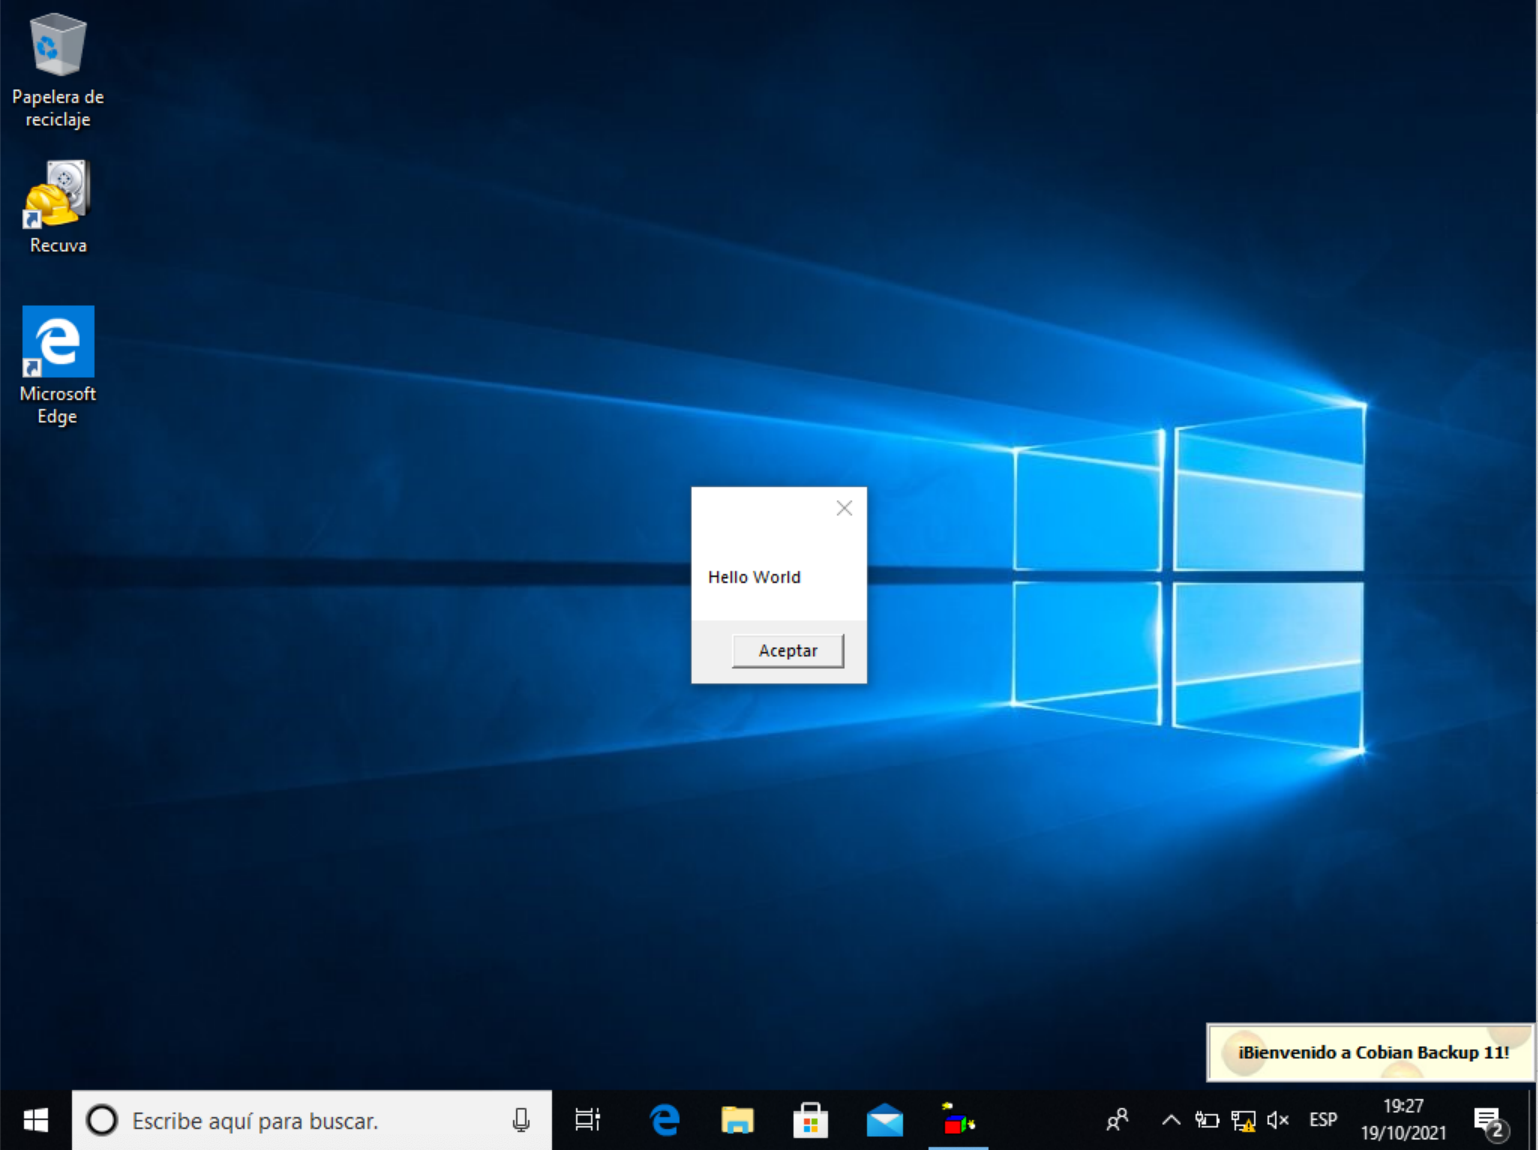 Papelera de
reciclaje
Recuva
Microsoft
Edge
Hello World
Aceptar
¡Bienvenido a Cobian Backup 11!
Escribe aquí para buscar.
ESP
19:27
19/10/2021
2